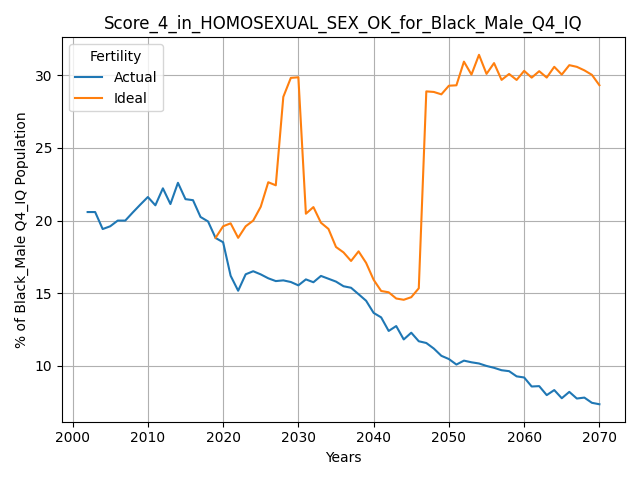 Score_4_in_HOMOSEXUAL_SEX_OK_for_Black_Male_Q4_IQ
Fertility
Actual
Ideal
% of Black_Male Q4_IQ Population
30
25
20
15
10
2000 2010 2020 2030 2040 2050 2060 2070
Years